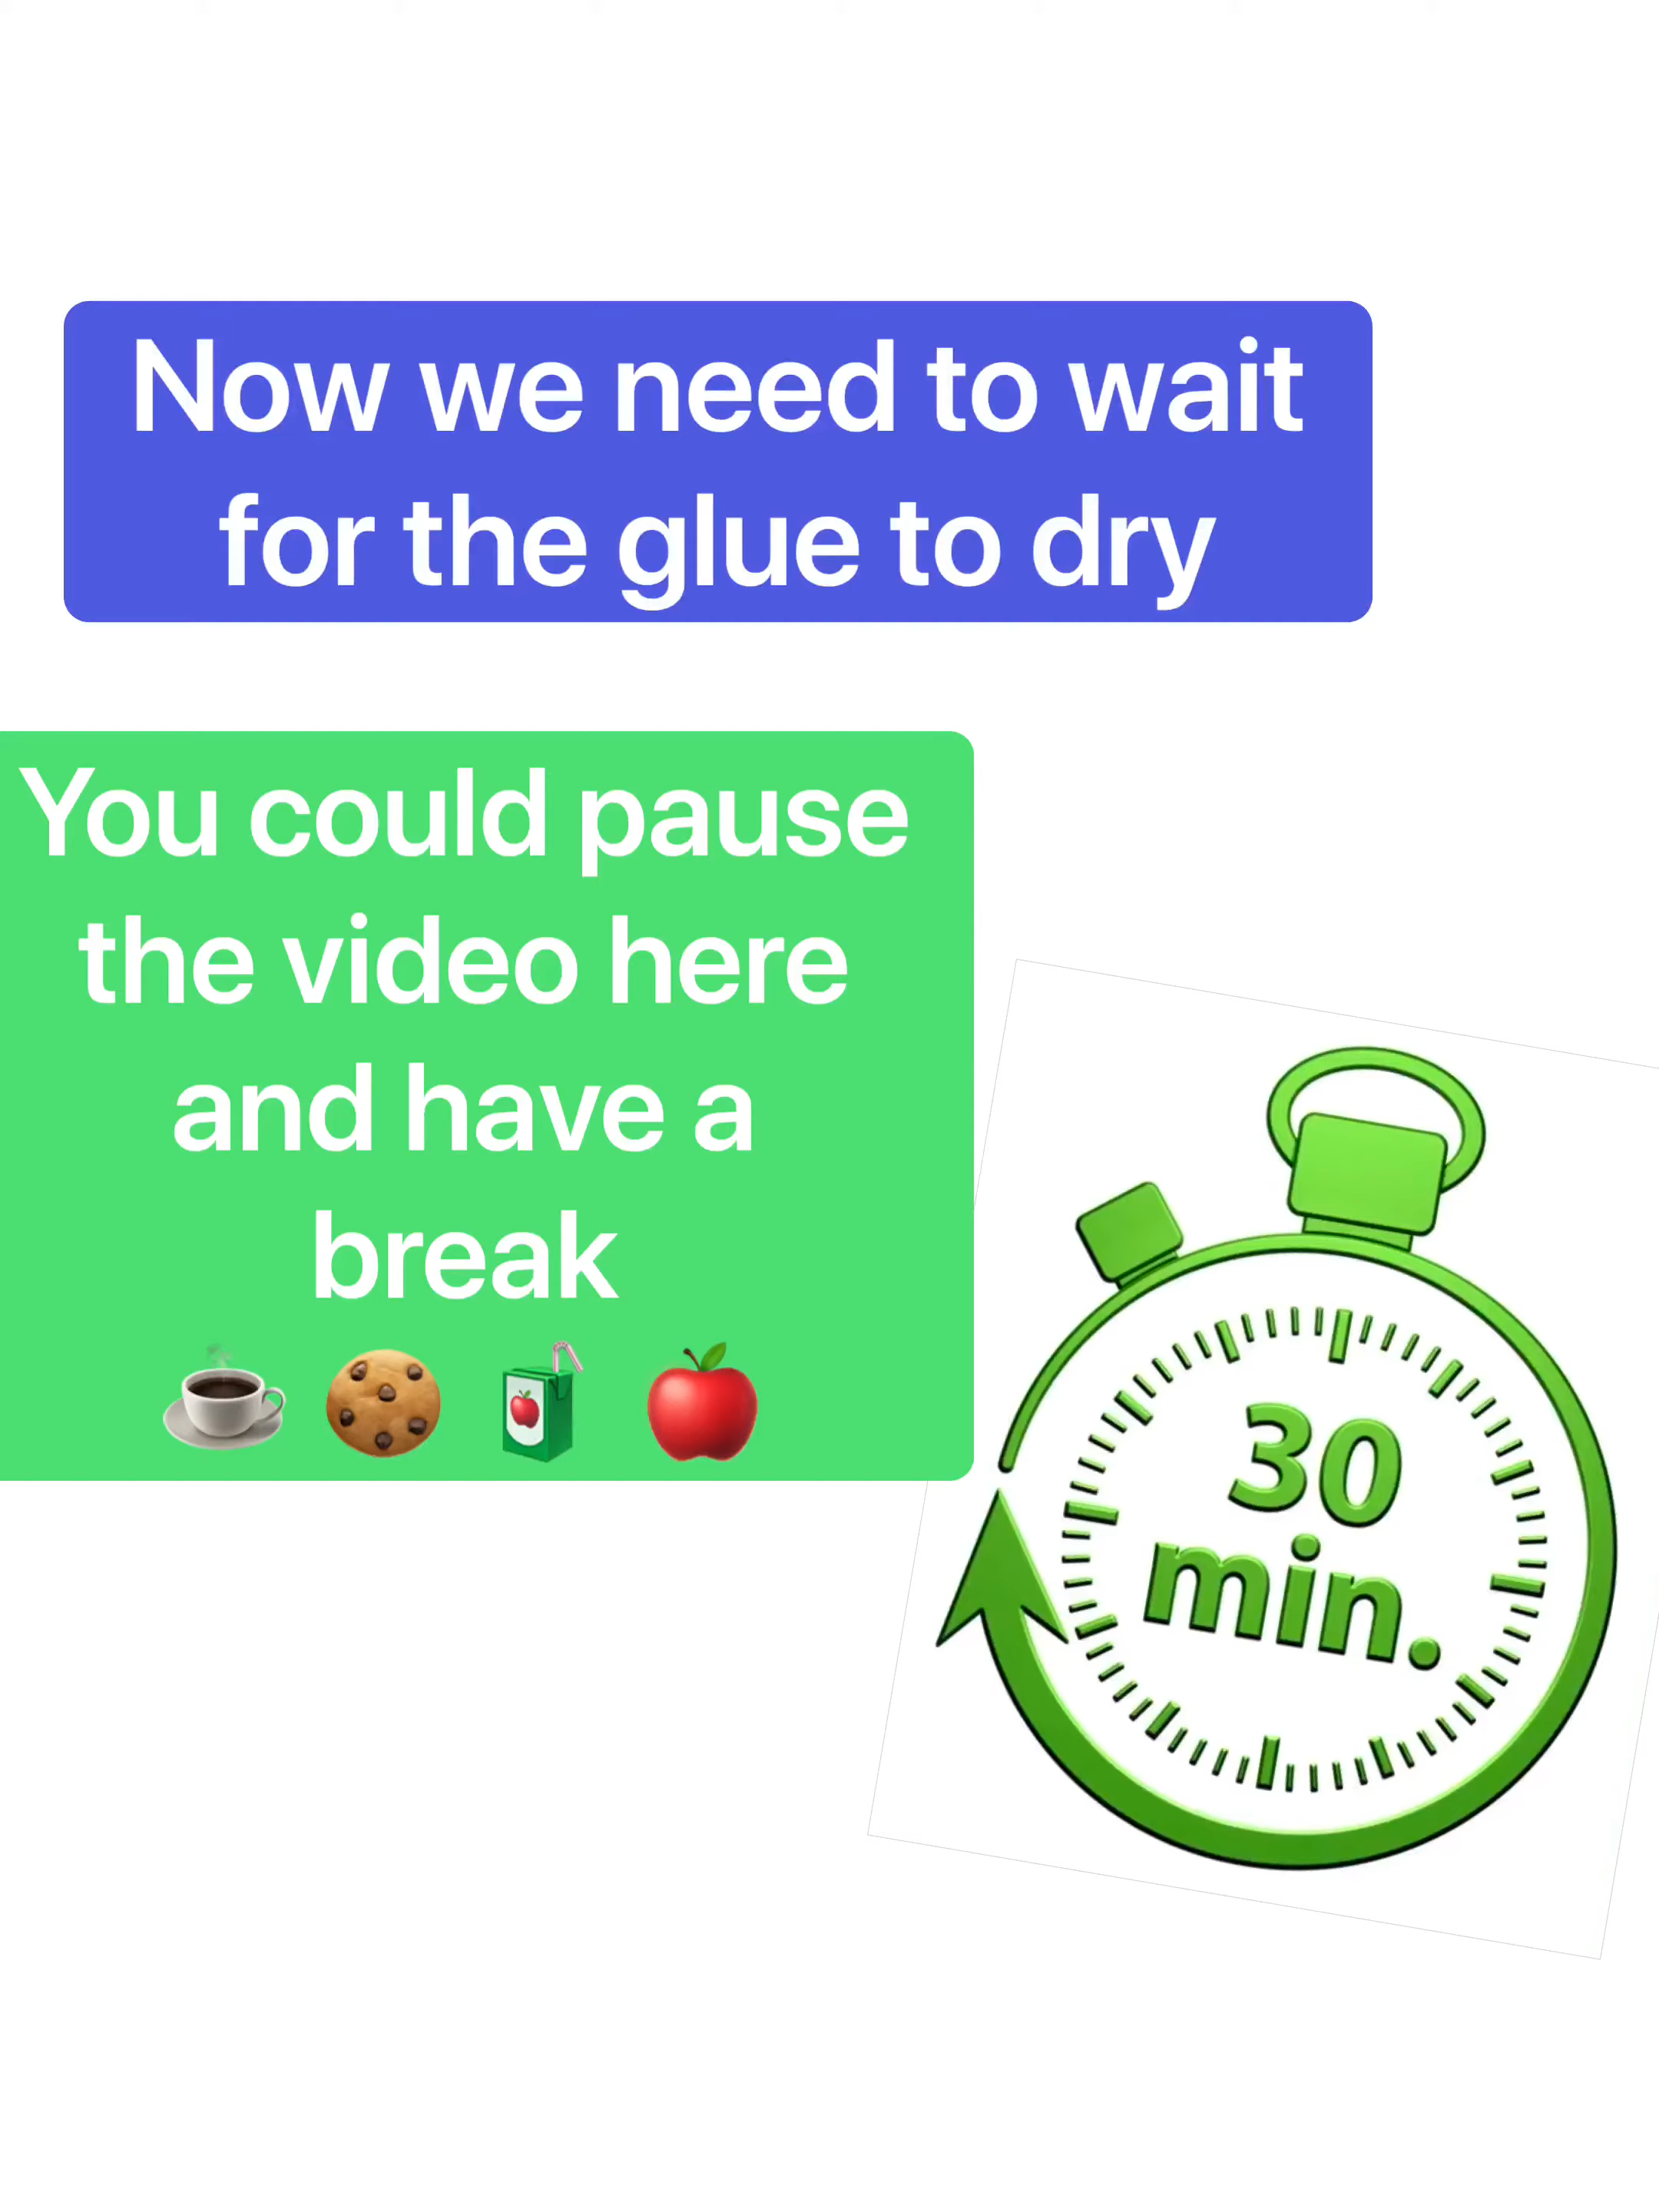 Now we need to wait
for the glue to dry
You could pause
the video here
and have a
break
30
min.